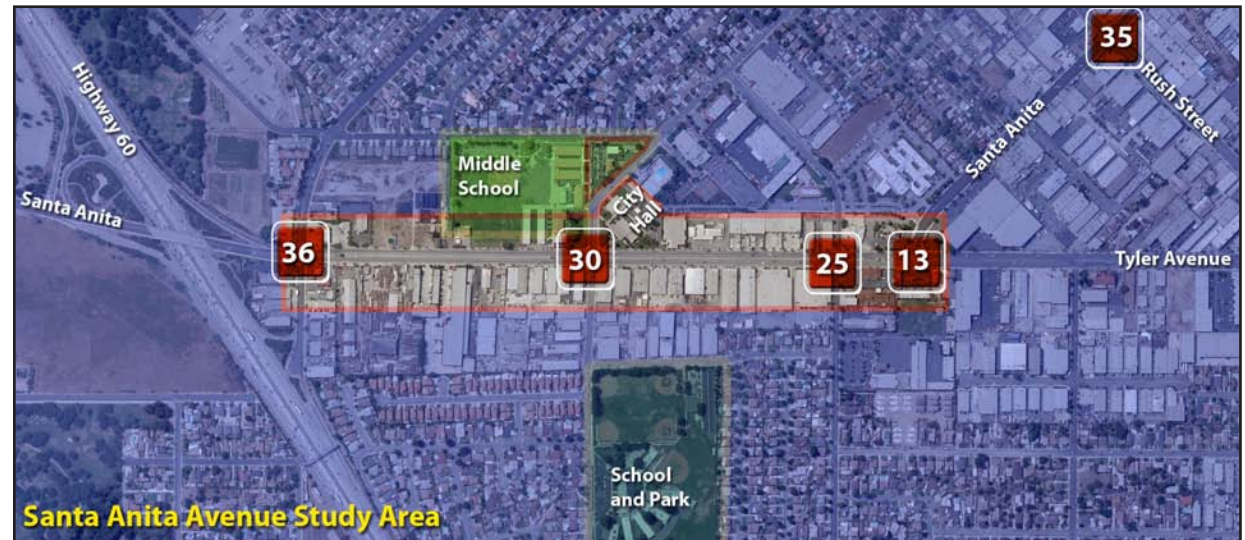 35
Rush Street
Highway 60
Santa Anita
Middle
School
City
Hall
Santa Anita
36
30
25
13
Tyler Avenue
School
and Park
Santa Anita Avenue Study Area